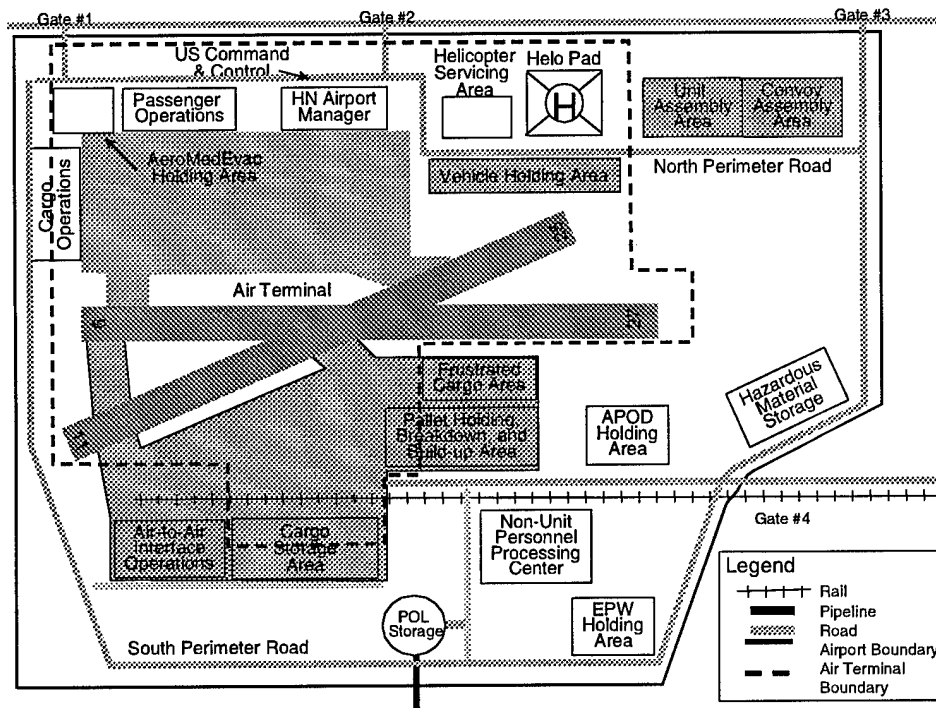 Gate #1
Gate #2
Gate #3
US Command
& Control
Helicopter
Servicing
Area
Helo Pad
H
Passenger
Operations
HN Airport
Manager
Unit
Assembly
Area
Convoy
Assembly
Area
AeroMedEvac
Holding Area
Cargo
Operations
Vehicle Holding Area
North Perimeter Road
Air Terminal
27
Frustrated
Cargo Area
Pallet Holding,
Breakdown, and
Build-up Area
APOD
Holding
Area
Hazardous
Material
Storage
Gate #4
Air-to-Air
Interface
Operations
Cargo
Storage
Area
Non-Unit
Personnel
Processing
Center
POL
Storage
EPW
Holding
Area
South Perimeter Road
Legend
Rail
Pipeline
Road
Airport Boundary
Air Terminal
Boundary